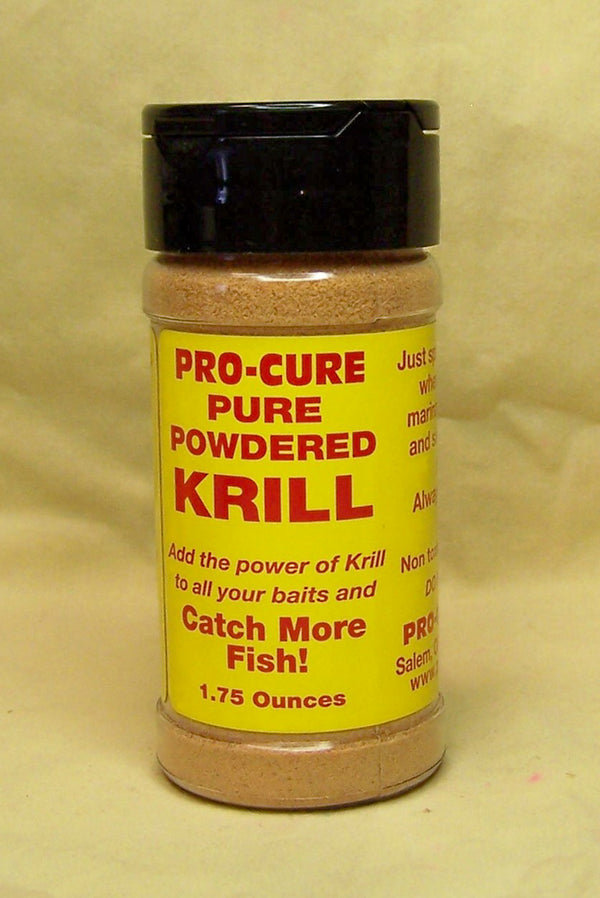 PRO-CURE
PURE
POWDERED
KRILL
Add the power of Krill
to all your baits and
Catch More
Fish!
1.75 Ounces
Just
and
Non
PRO-
Salem,
www.